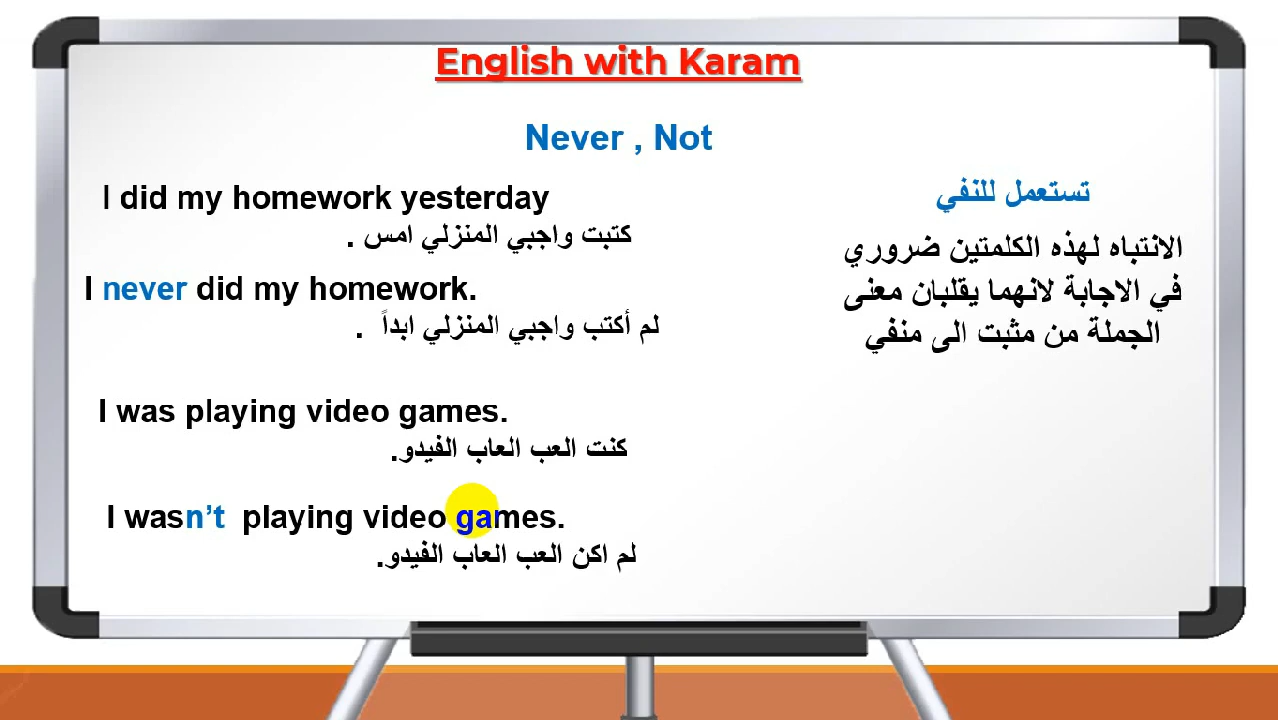 English with Karam
Never , Not
I did my homework yesterday
كتبت واجبي المنزلي امس .
I never did my homework.
لم أكتب واجبي المنزلي ابداً .
I was playing video games.
كنت العب العاب الفيدو.
I wasn’t playing video games.
لم اكن العب العاب الفيدو.
تستعمل للنفي
الانتباه لهذه الكلمتين ضروري
في الاجابة لانهما يقلبان معنى
الجملة من مثبت الى منفي